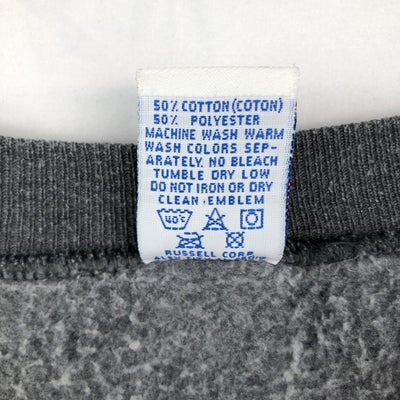 50% COTTON (COTON)
50% POLYESTER
MACHINE WASH WARM
WASH COLORS SEP-
ARATELY. NO BLEACH
TUMBLE DRY LOW
DO NOT IRON OR DRY
CLEAN EMBLEM
40°C
RUSSELL CORP